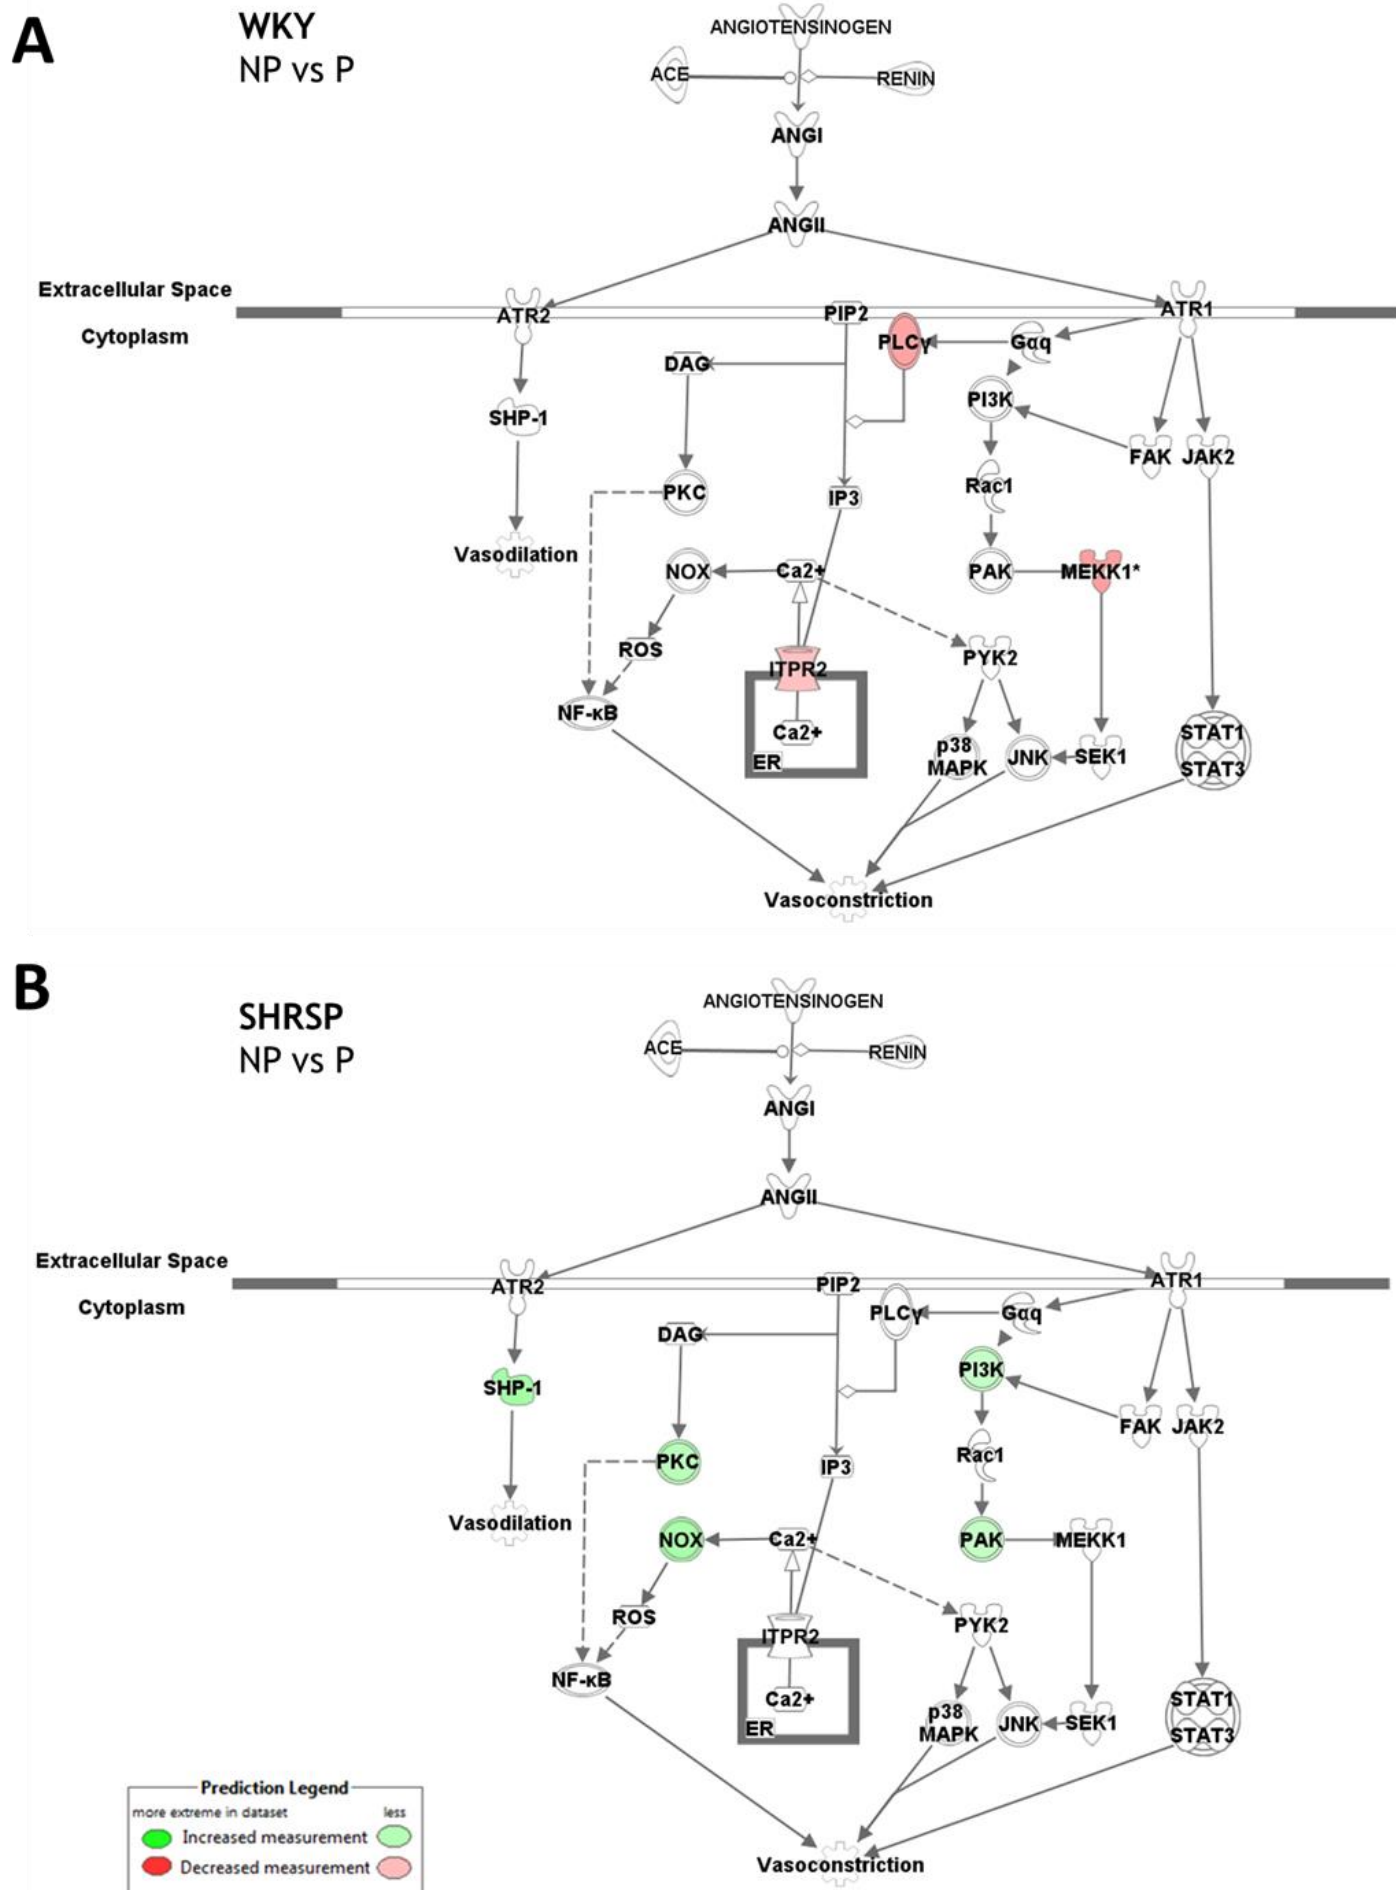 A
WKY
NP vs P
ANGIOTENSINOGEN
ACE
RENIN
ANGI
ANGII
Extracellular Space
Cytoplasm
ATR2
PIP2
ATR1
PLCγ
Gαq
DAG
PI3K
SHP-1
FAK
JAK2
PKC
IP3
Rac1
Vasodilation
NOX
Ca2+
PAK
MEKK1*
ROS
ITPR2
PYK2
NF-κB
Ca2+
ER
p38
MAPK
JNK
SEK1
STAT1
STAT3
Vasoconstriction
B
SHRSP
NP vs P
ANGIOTENSINOGEN
ACE
RENIN
ANGI
ANGII
Extracellular Space
Cytoplasm
ATR2
PIP2
ATR1
PLCγ
Gαq
DAG
PI3K
SHP-1
FAK
JAK2
PKC
IP3
Rac1
Vasodilation
NOX
Ca2+
PAK
MEKK1
ROS
ITPR2
PYK2
NF-κB
Ca2+
ER
p38
MAPK
JNK
SEK1
STAT1
STAT3
Vasoconstriction
Prediction Legend
more extreme in dataset less
Increased measurement
Decreased measurement